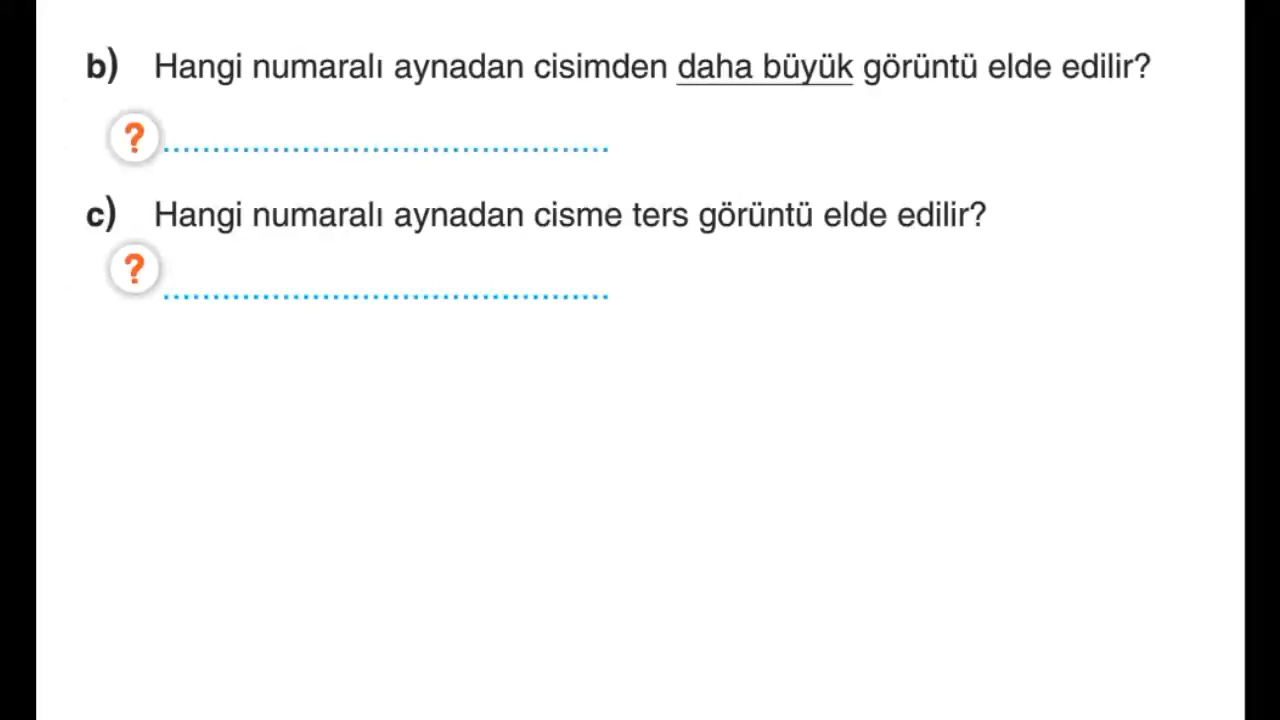 b) Hangi numaralı aynadan cisimden daha büyük görüntü elde edilir?
? .............................................
c) Hangi numaralı aynadan cisme ters görüntü elde edilir?
? .............................................